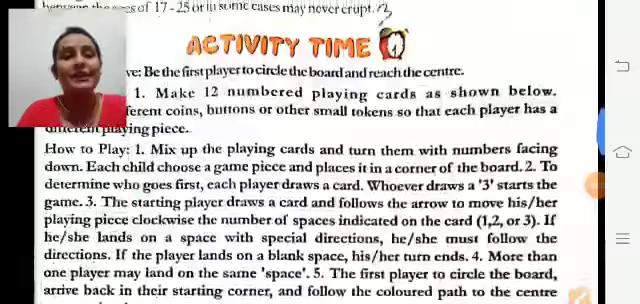 of 17 - 25 or in some cases may never erupt.
ACTIVITY TIME
ve: Be the first player to circle the board and reach the centre.
1. Make 12 numbered playing cards as shown below.
ferent coins, buttons or other small tokens so that each player has a
different playing piece.
How to Play: 1. Mix up the playing cards and turn them with numbers facing
down. Each child choose a game piece and places it in a corner of the board. 2. To
determine who goes first, each player draws a card. Whoever draws a '3' starts the
game. 3. The starting player draws a card and follows the arrow to move his/her
playing piece clockwise the number of spaces indicated on the card (1,2, or 3). If
he/she lands on a space with special directions, he/she must follow the
directions. If the player lands on a blank space, his/her turn ends. 4. More than
one player may land on the same 'space'. 5. The first player to circle the board,
arrive back in their starting corner, and follow the coloured path to the centre